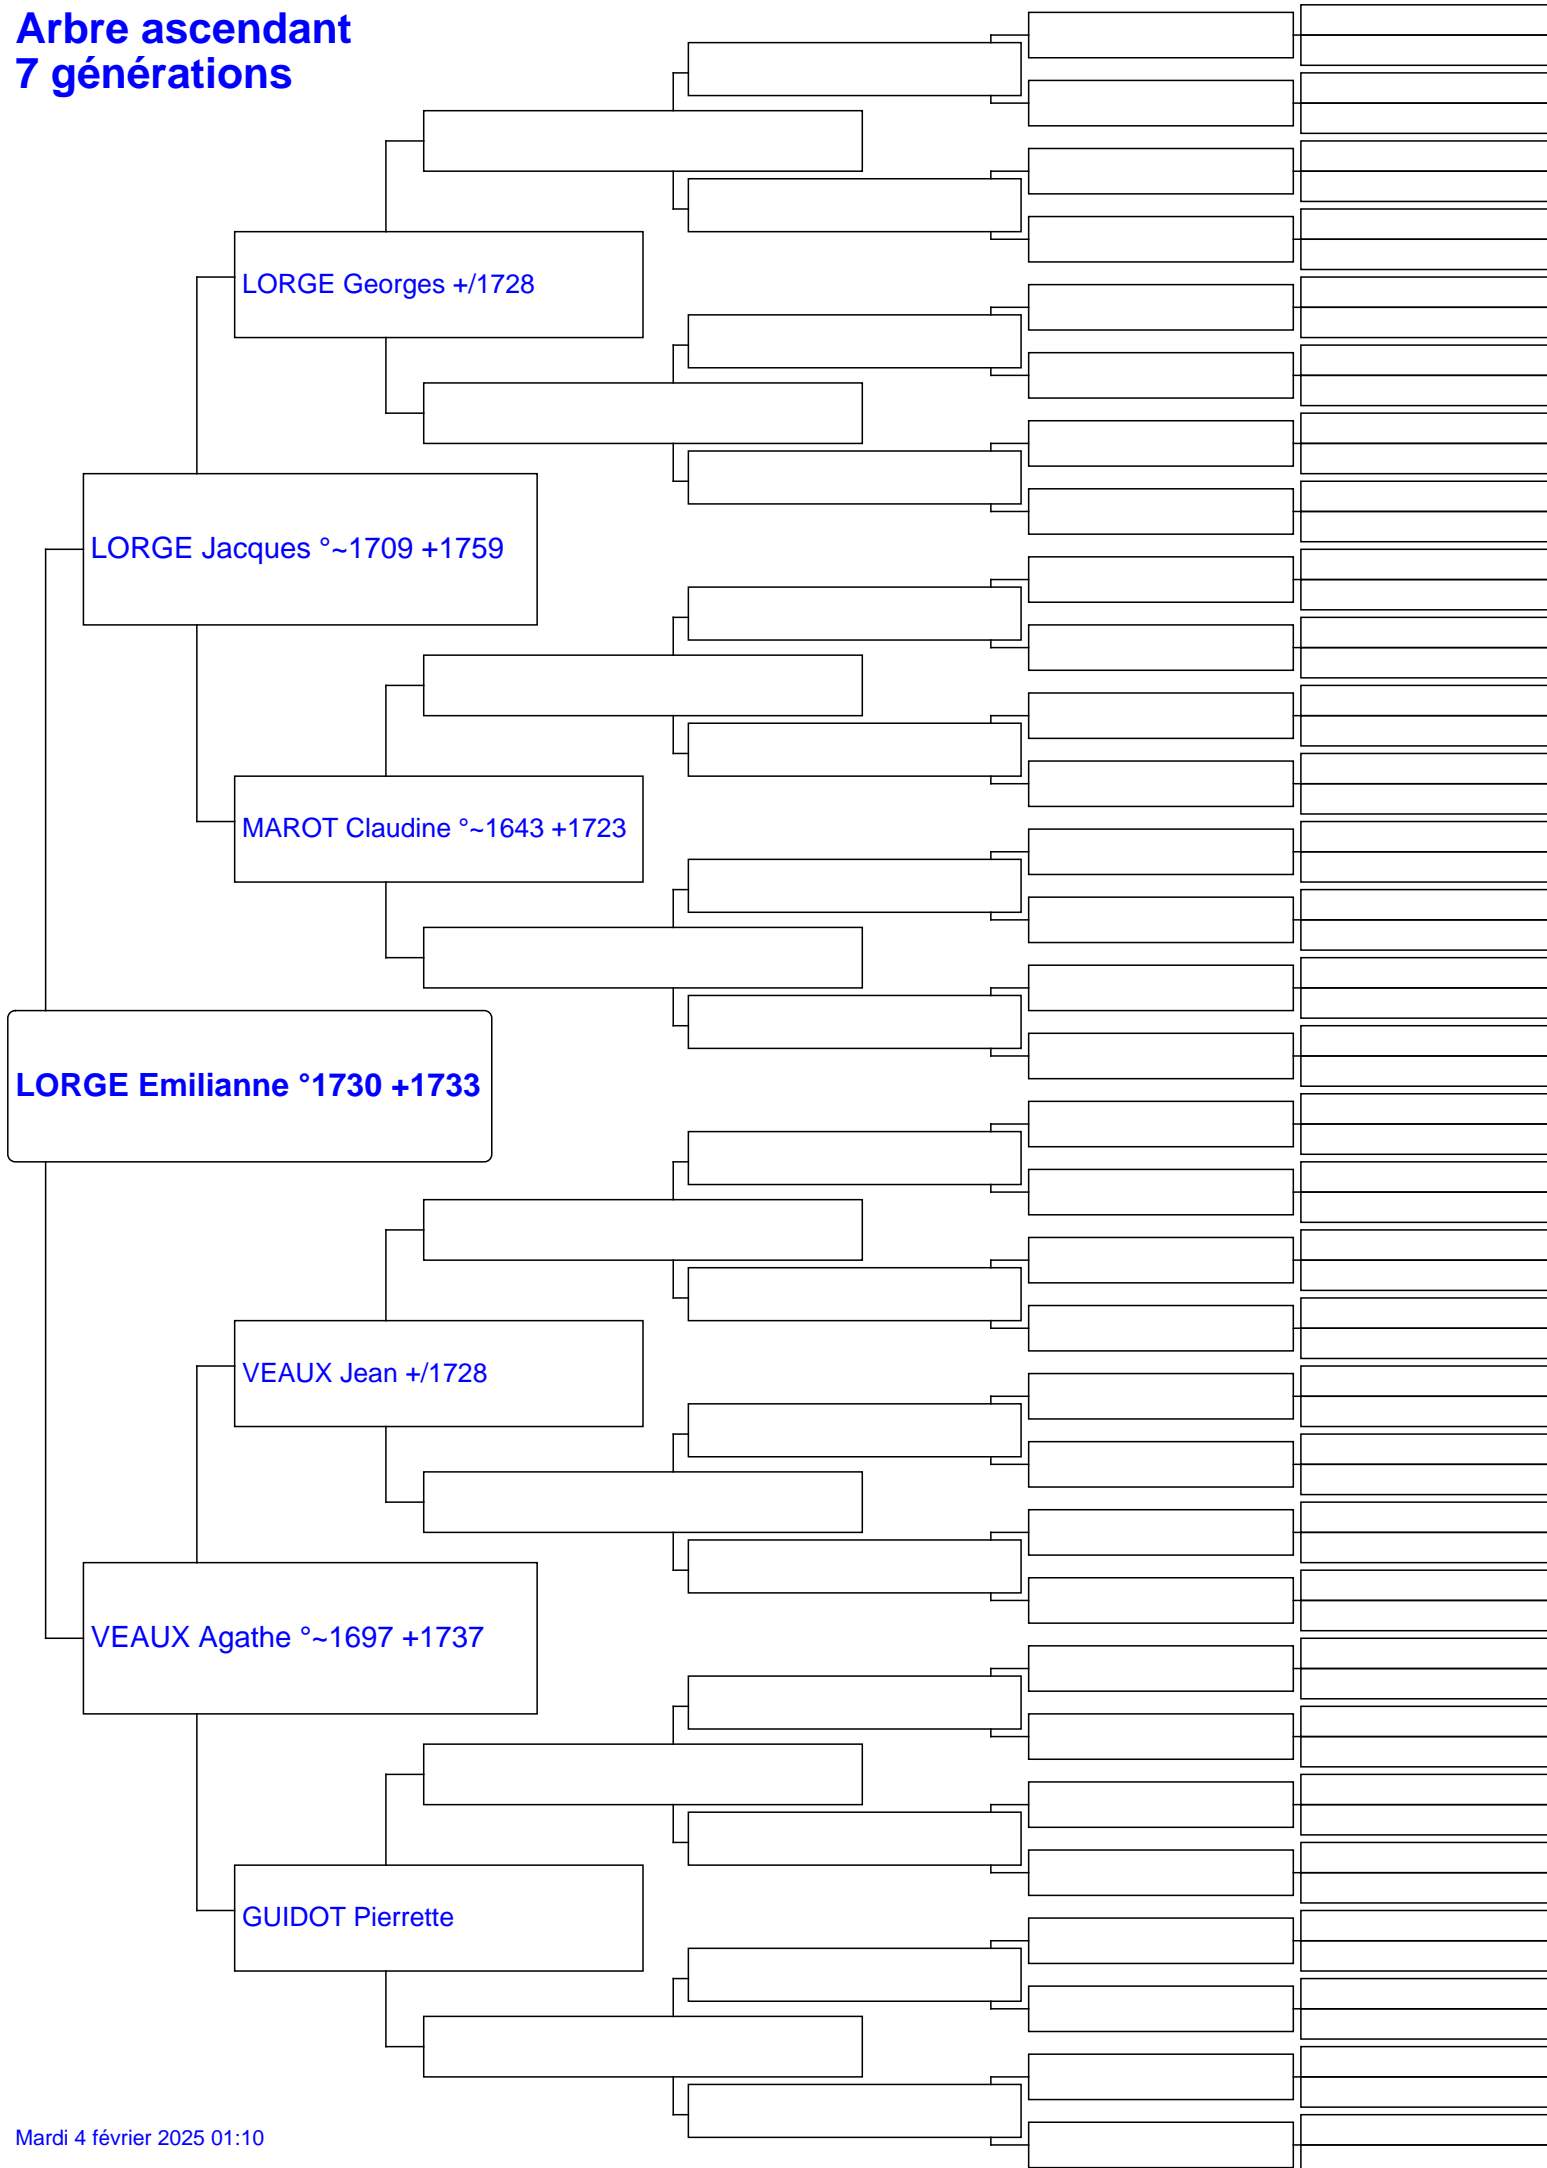 Arbre ascendant
7 générations
LORGE Georges +/1728
LORGE Jacques °~1709 +1759
MAROT Claudine °~1643 +1723
LORGE Emilianne °1730 +1733
VEAUX Jean +/1728
VEAUX Agathe °~1697 +1737
GUIDOT Pierrette
Mardi 4 février 2025 01:10